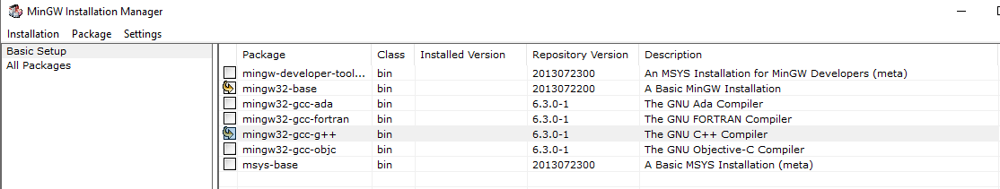 MinGW Installation Manager
Installation Package Settings
Basic Setup
All Packages
Package Class Installed Version Repository Version Description
mingw-developer-tool... bin 2013072300 An MSYS Installation for MinGW Developers (meta)
mingw32-base bin 2013072200 A Basic MinGW Installation
mingw32-gcc-ada bin 6.3.0-1 The GNU Ada Compiler
mingw32-gcc-fortran bin 6.3.0-1 The GNU FORTRAN Compiler
mingw32-gcc-g++ bin 6.3.0-1 The GNU C++ Compiler
mingw32-gcc-objc bin 6.3.0-1 The GNU Objective-C Compiler
msys-base bin 2013072300 A Basic MSYS Installation (meta)